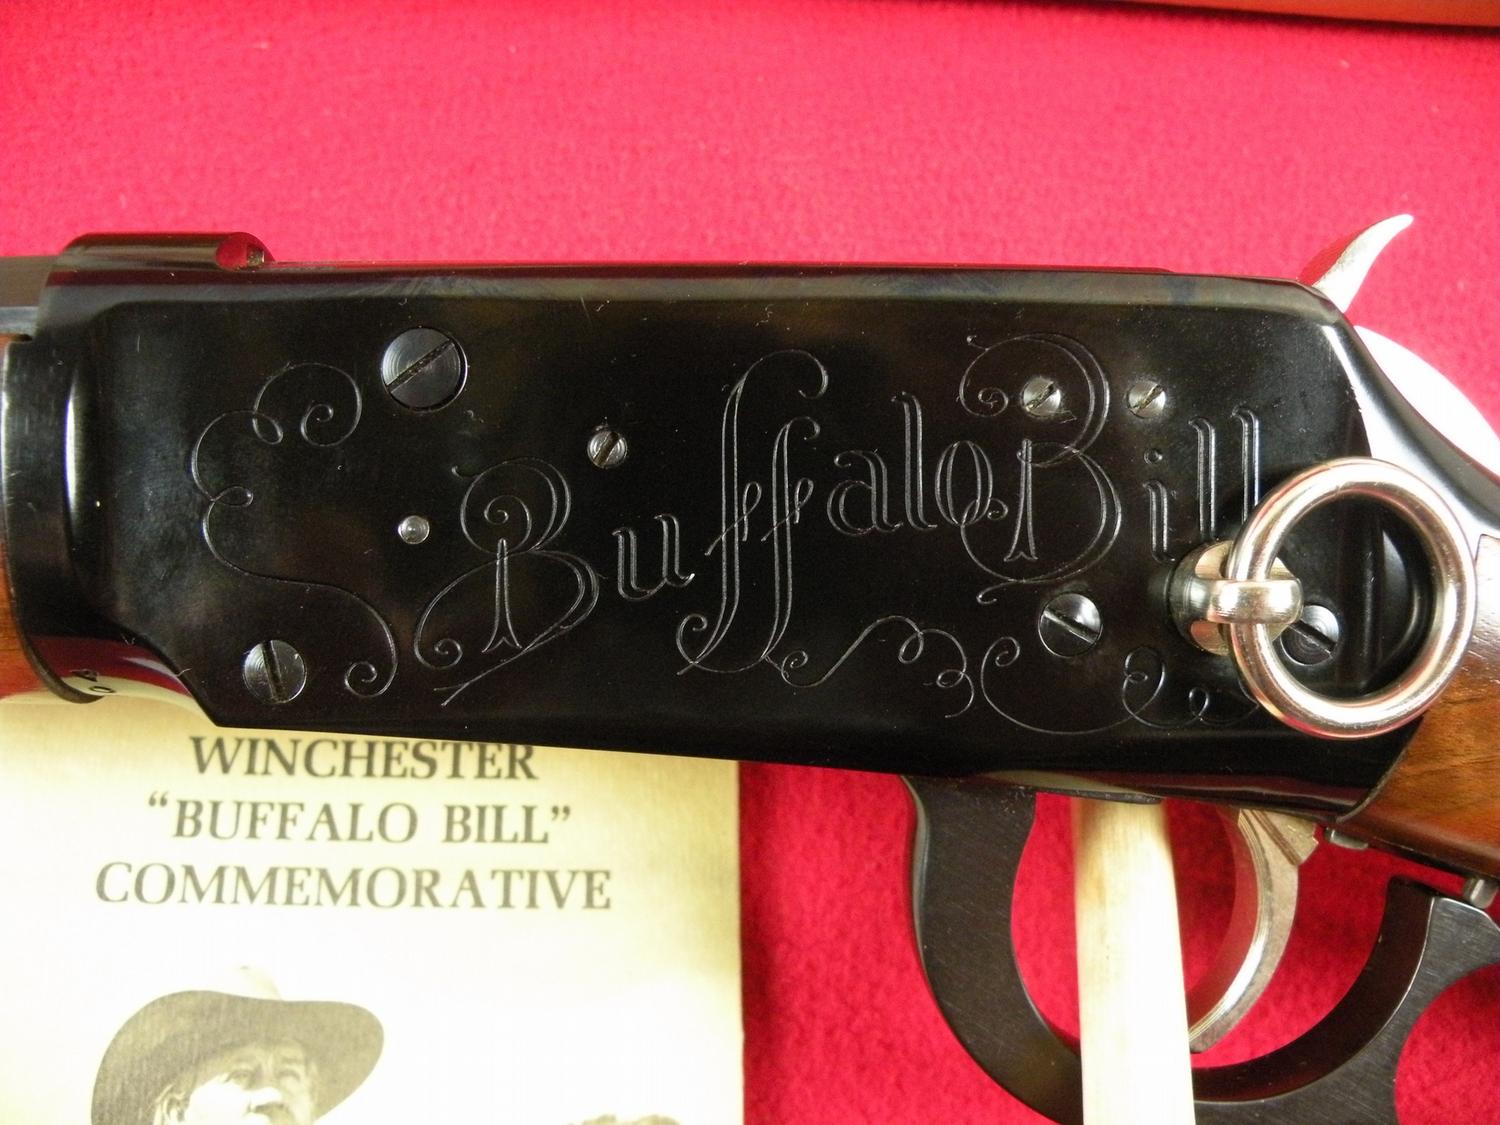 Buffalo Bill
WINCHESTER
“BUFFALO BILL”
COMMEMORATIVE